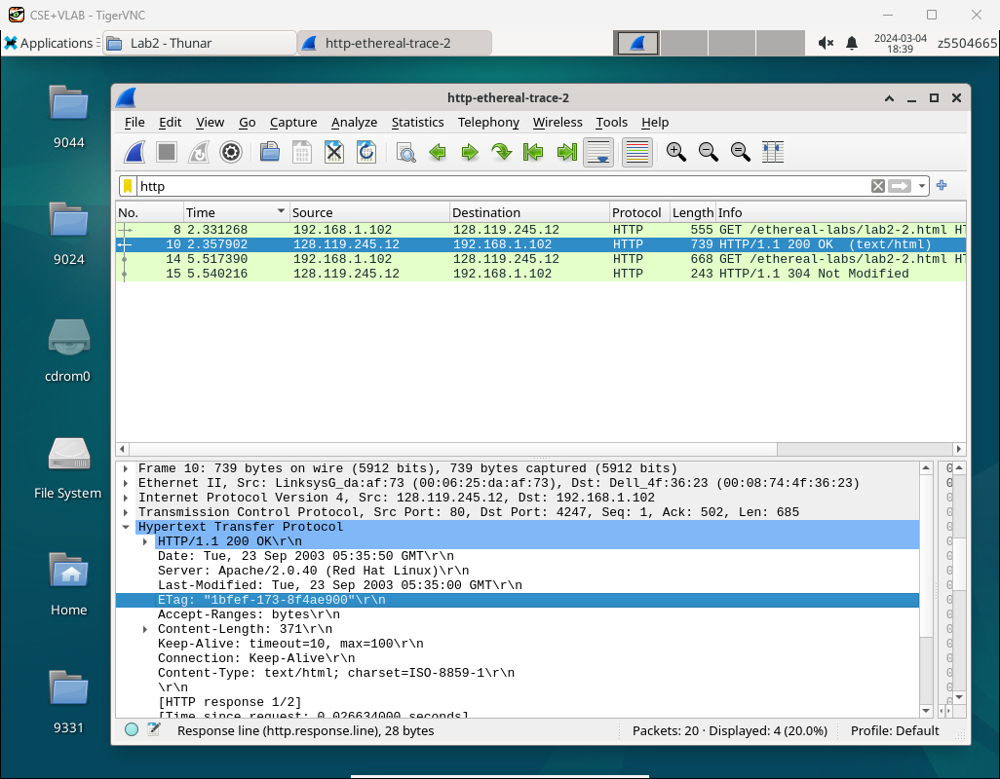 CSE+VLAB - TigerVNC
Applications
Lab2 - Thunar
http-ethereal-trace-2
2024-03-04
18:39
z5504665
9044
9024
cdrom0
File System
Home
9331
http-ethereal-trace-2
File Edit View Go Capture Analyze Statistics Telephony Wireless Tools Help
http
No. Time Source Destination Protocol Length Info
8 2.331268 192.168.1.102 128.119.245.12 HTTP 555 GET /ethereal-labs/lab2-2.html HT
10 2.357902 128.119.245.12 192.168.1.102 HTTP 739 HTTP/1.1 200 OK (text/html)
14 5.517390 192.168.1.102 128.119.245.12 HTTP 668 GET /ethereal-labs/lab2-2.html HT
15 5.540216 128.119.245.12 192.168.1.102 HTTP 243 HTTP/1.1 304 Not Modified
Frame 10: 739 bytes on wire (5912 bits), 739 bytes captured (5912 bits)
Ethernet II, Src: LinksysG_da:af:73 (00:06:25:da:af:73), Dst: Dell_4f:36:23 (00:08:74:4f:36:23)
Internet Protocol Version 4, Src: 128.119.245.12, Dst: 192.168.1.102
Transmission Control Protocol, Src Port: 80, Dst Port: 4247, Seq: 1, Ack: 502, Len: 685
Hypertext Transfer Protocol
HTTP/1.1 200 OK\r\n
Date: Tue, 23 Sep 2003 05:35:50 GMT\r\n
Server: Apache/2.0.40 (Red Hat Linux)\r\n
Last-Modified: Tue, 23 Sep 2003 05:35:00 GMT\r\n
ETag: "1bfef-173-8f4ae900"\r\n
Accept-Ranges: bytes\r\n
Content-Length: 371\r\n
Keep-Alive: timeout=10, max=100\r\n
Connection: Keep-Alive\r\n
Content-Type: text/html; charset=ISO-8859-1\r\n
\r\n
[HTTP response 1/2]
[Time since request: 0.026634000 seconds]
Response line (http.response.line), 28 bytes
Packets: 20 · Displayed: 4 (20.0%)
Profile: Default